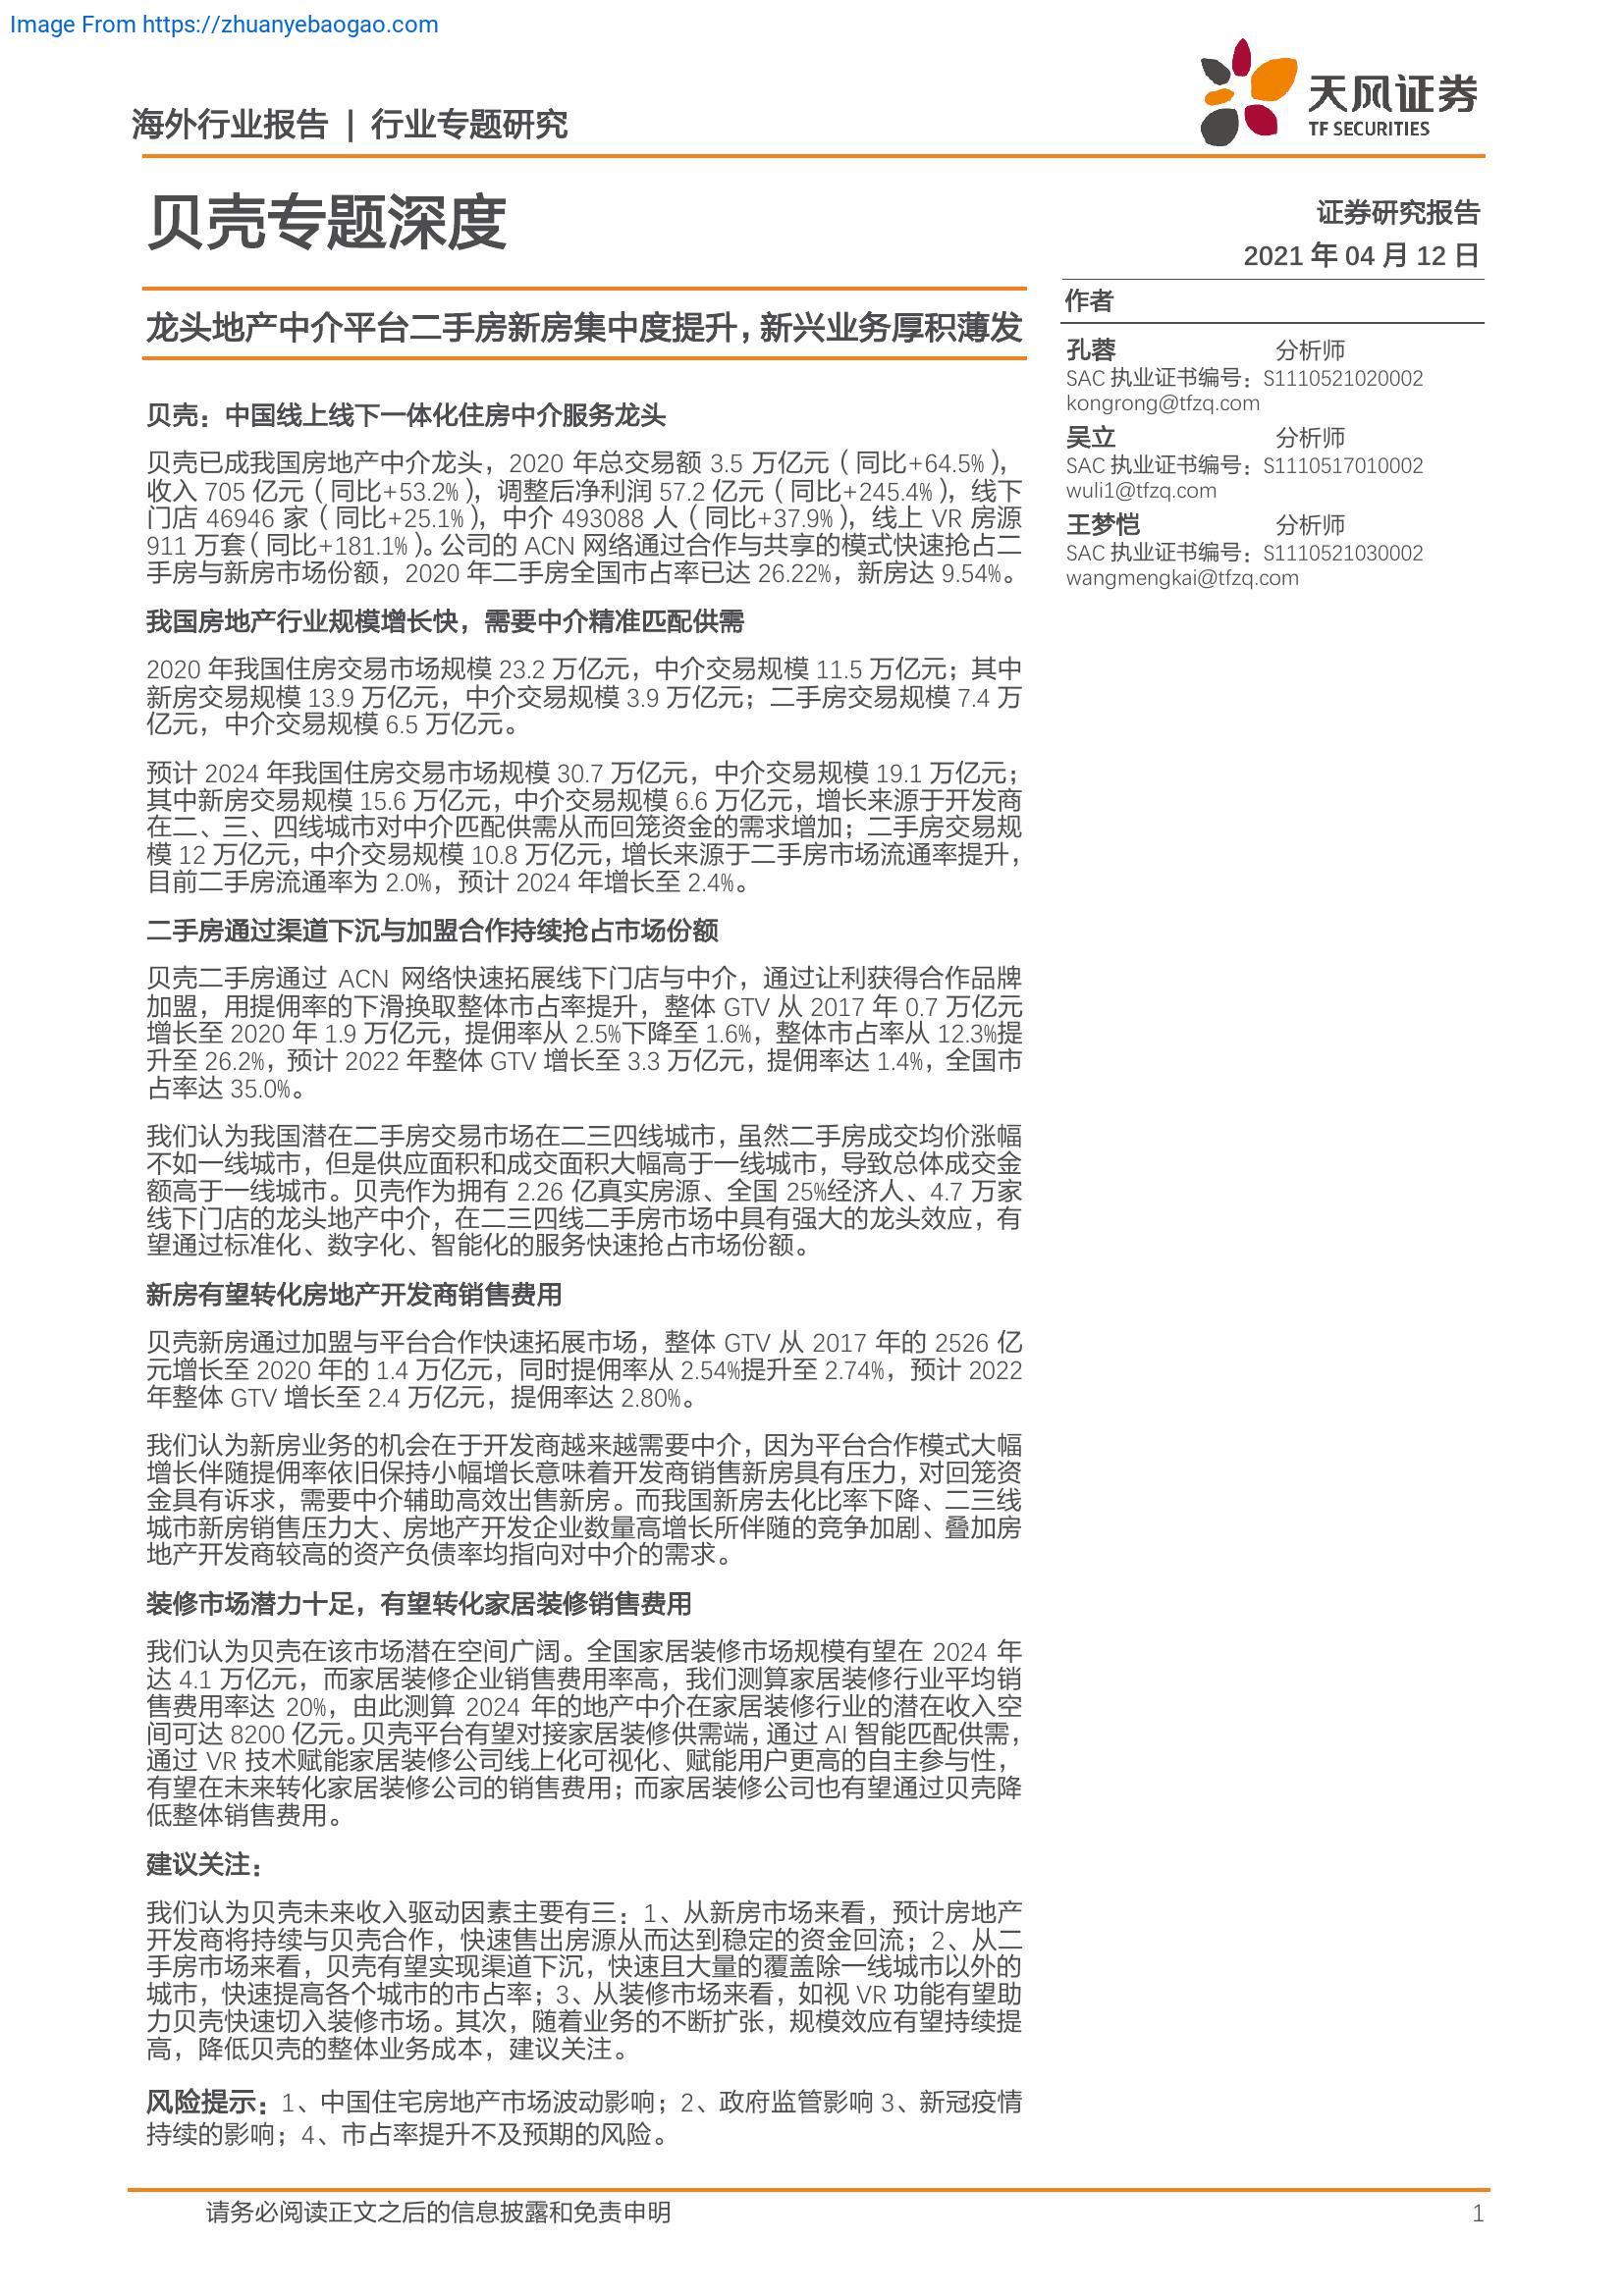 Image From https://zhuanyebaogao.com
海外行业报告 | 行业专题研究
天风证券
TF SECURITIES
贝壳专题深度
证券研究报告
2021 年 04 月 12 日
龙头地产中介平台二手房新房集中度提升，新兴业务厚积薄发
作者
孔蓉 分析师
SAC 执业证书编号：S1110521020002
kongrong@tfzq.com
吴立 分析师
SAC 执业证书编号：S1110517010002
wuli1@tfzq.com
王梦恺 分析师
SAC 执业证书编号：S1110521030002
wangmengkai@tfzq.com
贝壳：中国线上线下一体化住房中介服务龙头
贝壳已成我国房地产中介龙头，2020 年总交易额 3.5 万亿元（同比+64.5%），
收入 705 亿元（同比+53.2%），调整后净利润 57.2 亿元（同比+245.4%），线下
门店 46946 家（同比+25.1%），中介 493088 人（同比+37.9%），线上 VR 房源
911 万套（同比+181.1%）。公司的 ACN 网络通过合作与共享的模式快速抢占二
手房与新房市场份额，2020 年二手房全国市占率已达 26.22%，新房达 9.54%。
我国房地产行业规模增长快，需要中介精准匹配供需
2020 年我国住房交易市场规模 23.2 万亿元，中介交易规模 11.5 万亿元；其中
新房交易规模 13.9 万亿元，中介交易规模 3.9 万亿元；二手房交易规模 7.4 万
亿元，中介交易规模 6.5 万亿元。
预计 2024 年我国住房交易市场规模 30.7 万亿元，中介交易规模 19.1 万亿元；
其中新房交易规模 15.6 万亿元，中介交易规模 6.6 万亿元，增长来源于开发商
在二、三、四线城市对中介匹配供需从而回笼资金的需求增加；二手房交易规
模 12 万亿元，中介交易规模 10.8 万亿元，增长来源于二手房市场流通率提升，
目前二手房流通率为 2.0%，预计 2024 年增长至 2.4%。
二手房通过渠道下沉与加盟合作持续抢占市场份额
贝壳二手房通过 ACN 网络快速拓展线下门店与中介，通过让利获得合作品牌
加盟，用提佣率的下滑换取整体市占率提升，整体 GTV 从 2017 年 0.7 万亿元
增长至 2020 年 1.9 万亿元，提佣率从 2.5%下降至 1.6%，整体市占率从 12.3%提
升至 26.2%，预计 2022 年整体 GTV 增长至 3.3 万亿元，提佣率达 1.4%，全国市
占率达 35.0%。
我们认为我国潜在二手房交易市场在二三四线城市，虽然二手房成交均价涨幅
不如一线城市，但是供应面积和成交面积大幅高于一线城市，导致总体成交金
额高于一线城市。贝壳作为拥有 2.26 亿真实房源、全国 25%经济人、4.7 万家
线下门店的龙头地产中介，在二三四线二手房市场中具有强大的龙头效应，有
望通过标准化、数字化、智能化的服务快速抢占市场份额。
新房有望转化房地产开发商销售费用
贝壳新房通过加盟与平台合作快速拓展市场，整体 GTV 从 2017 年的 2526 亿
元增长至 2020 年的 1.4 万亿元，同时提佣率从 2.54%提升至 2.74%，预计 2022
年整体 GTV 增长至 2.4 万亿元，提佣率达 2.80%。
我们认为新房业务的机会在于开发商越来越需要中介，因为平台合作模式大幅
增长伴随提佣率依旧保持小幅增长意味着开发商销售新房具有压力，对回笼资
金具有诉求，需要中介辅助高效出售新房。而我国新房去化比率下降、二三线
城市新房销售压力大、房地产开发企业数量高增长所伴随的竞争加剧、叠加房
地产开发商较高的资产负债率均指向对中介的需求。
装修市场潜力十足，有望转化家居装修销售费用
我们认为贝壳在该市场潜在空间广阔。全国家居装修市场规模有望在 2024 年
达 4.1 万亿元，而家居装修企业销售费用率高，我们测算家居装修行业平均销
售费用率达 20%，由此测算 2024 年的地产中介在家居装修行业的潜在收入空
间可达 8200 亿元。贝壳平台有望对接家居装修供需端，通过 AI 智能匹配供需，
通过 VR 技术赋能家居装修公司线上化可视化、赋能用户更高的自主参与性，
有望在未来转化家居装修公司的销售费用；而家居装修公司也有望通过贝壳降
低整体销售费用。
建议关注：
我们认为贝壳未来收入驱动因素主要有三：1、从新房市场来看，预计房地产
开发商将持续与贝壳合作，快速售出房源从而达到稳定的资金回流；2、从二
手房市场来看，贝壳有望实现渠道下沉，快速且大量的覆盖除一线城市以外的
城市，快速提高各个城市的市占率；3、从装修市场来看，如视 VR 功能有望助
力贝壳快速切入装修市场。其次，随着业务的不断扩张，规模效应有望持续提
高，降低贝壳的整体业务成本，建议关注。
风险提示：1、中国住宅房地产市场波动影响；2、政府监管影响 3、新冠疫情
持续的影响；4、市占率提升不及预期的风险。
请务必阅读正文之后的信息披露和免责申明 1